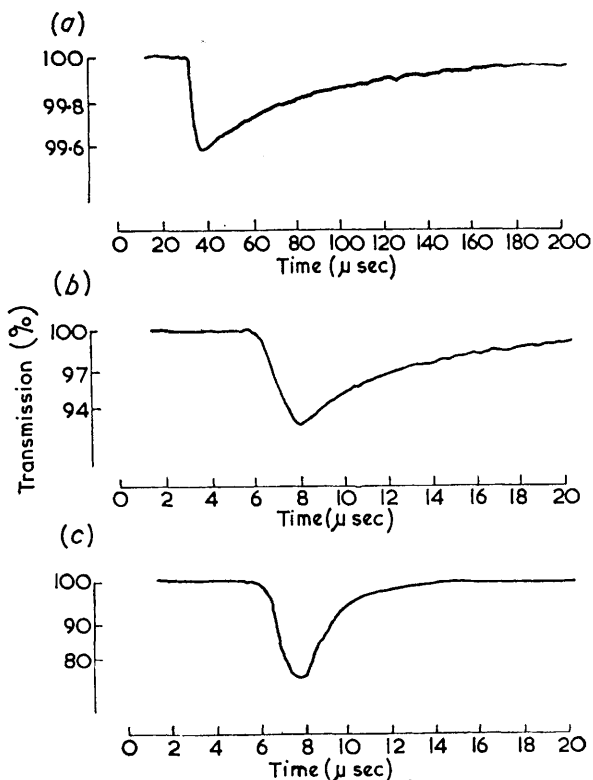 (a)
100
99·8
99·6
0 20 40 60 80 100 120 140 160 180 200
Time (μ sec)
(b)
Transmission (%)
100
97
94
0 2 4 6 8 10 12 14 16 18 20
Time(μ sec)
(c)
100
90
80
0 2 4 6 8 10 12 14 16 18 20
Time (μ sec)